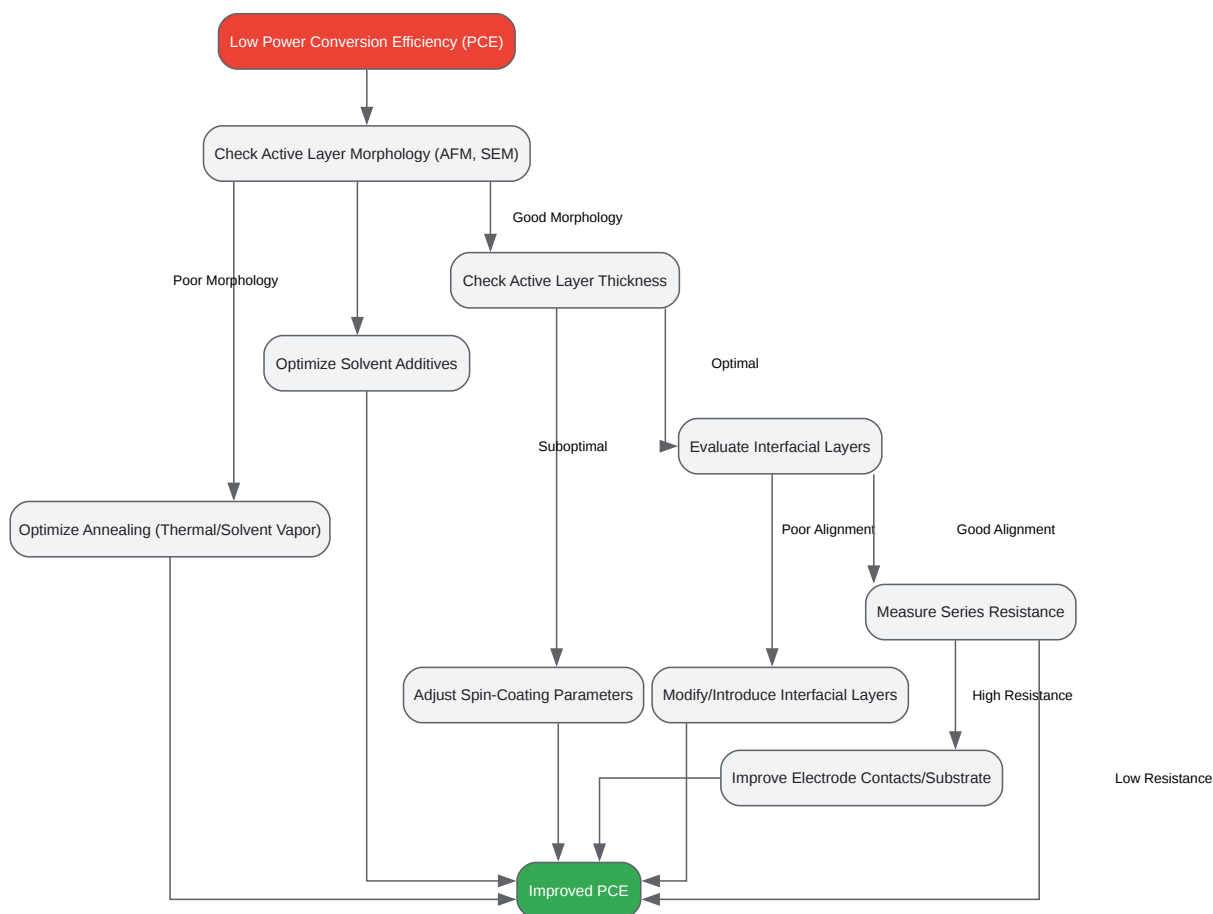 Low Power Conversion Efficiency (PCE)
Check Active Layer Morphology (AFM, SEM)
Good Morphology
Poor Morphology
Check Active Layer Thickness
Optimize Solvent Additives
Optimal
Suboptimal
Evaluate Interfacial Layers
Optimize Annealing (Thermal/Solvent Vapor)
Poor Alignment
Good Alignment
Measure Series Resistance
Adjust Spin-Coating Parameters
Modify/Introduce Interfacial Layers
High Resistance
Improve Electrode Contacts/Substrate
Low Resistance
Improved PCE